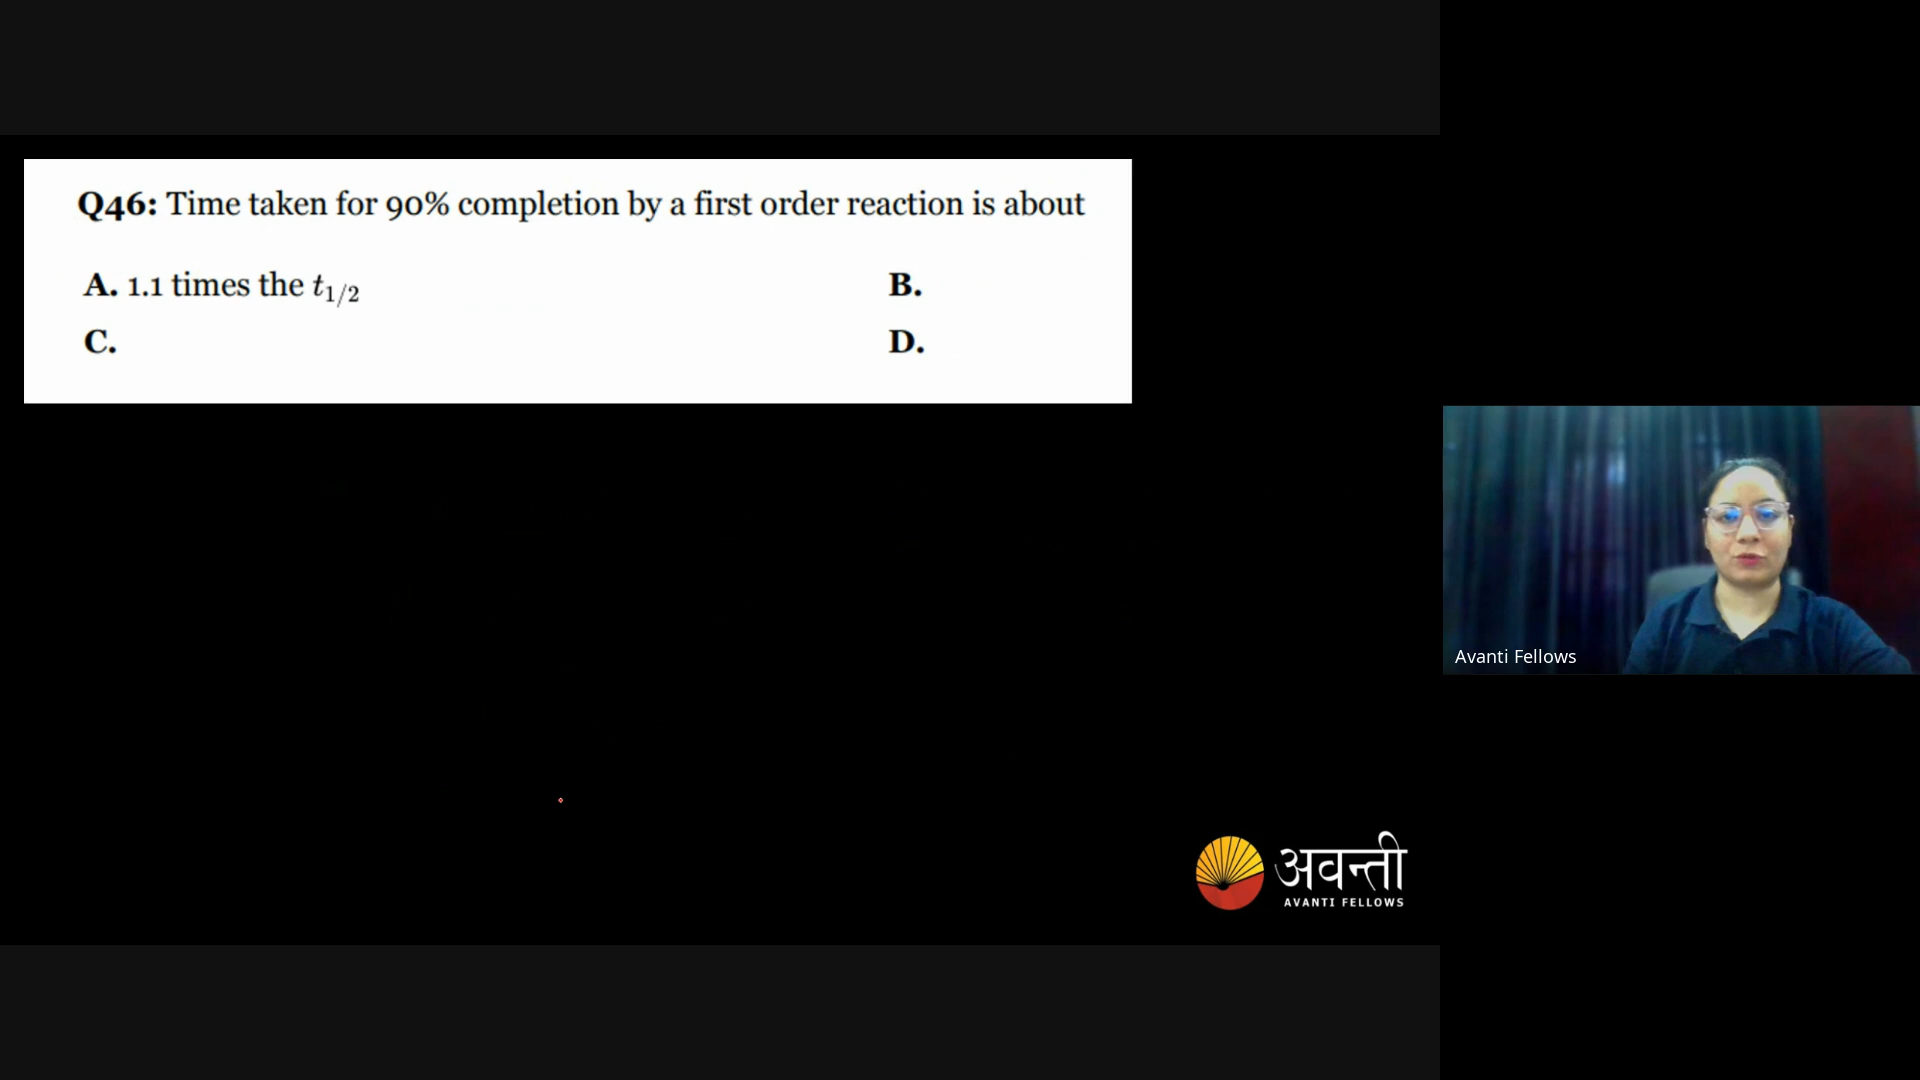 Q46: Time taken for 90% completion by a first order reaction is about
A. 1.1 times the t1/2
B.
C.
D.
Avanti Fellows
अवन्ती
AVANTI FELLOWS